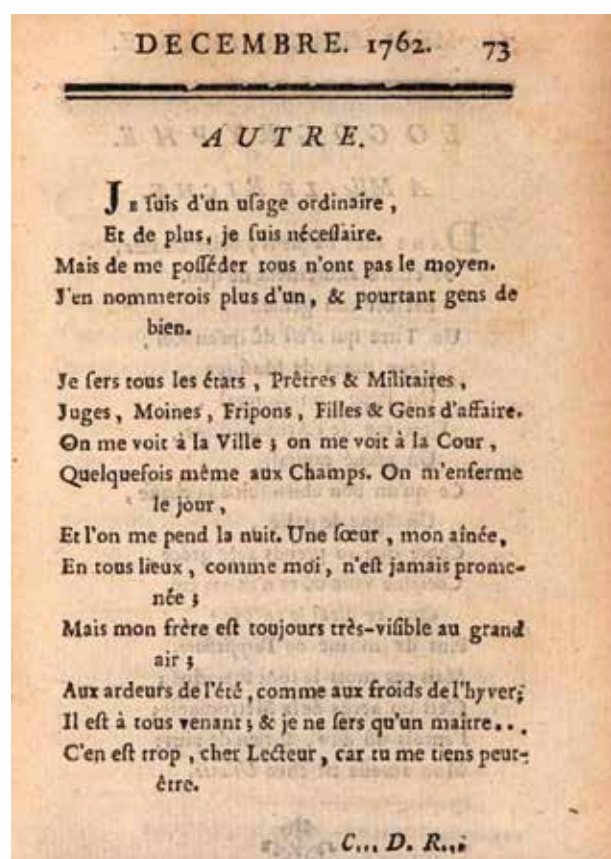 DECEMBRE. 1762. 73
AUTRE.
JE ſuis d'un uſage ordinaire,
Et de plus, je ſuis néceſſaire.
Mais de me poſſéder tous n'ont pas le moyen.
J'en nommerois plus d'un, & pourtant gens de
bien.
Je ſers tous les états, Prêtres & Militaires,
Juges, Moines, Fripons, Filles & Gens d'affaire.
On me voit à la Ville; on me voit à la Cour,
Quelquefois même aux Champs. On m'enferme
le jour,
Et l'on me pend la nuit. Une ſœur, mon aînée,
En tous lieux, comme moi, n'eſt jamais prome-
née;
Mais mon frère eſt toujours très-viſible au grand
air;
Aux ardeurs de l'été, comme aux froids de l'hyver;
Il eſt à tous venant; & je ne ſers qu'un maître...
C'en eſt trop, cher Lecteur, car tu me tiens peut-
être.
C... D. R...